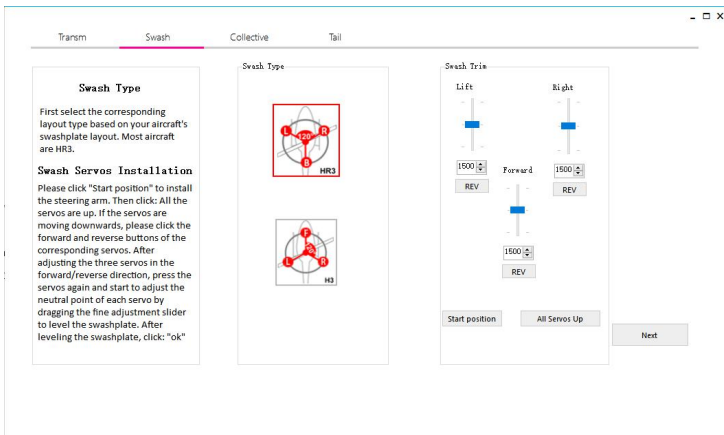 Transm Swash Collective Tail
Swash Type
First select the corresponding
layout type based on your aircraft's
swashplate layout. Most aircraft
are HR3.
Swash Servos Installation
Please click "Start position" to install
the steering arm. Then click: All the
servos are up. If the servos are
moving downwards, please click the
forward and reverse buttons of the
corresponding servos. After
adjusting the three servos in the
forward/reverse direction, press the
servos again and start to adjust the
neutral point of each servo by
dragging the fine adjustment slider
to level the swashplate. After
leveling the swashplate, click: "ok"
Swash Type
L 120° R
B
HR3
F
L R
H3
Swash Trim
Lift Right
1500 1500
REV REV
Forward
1500
REV
Start position All Servos Up
Next